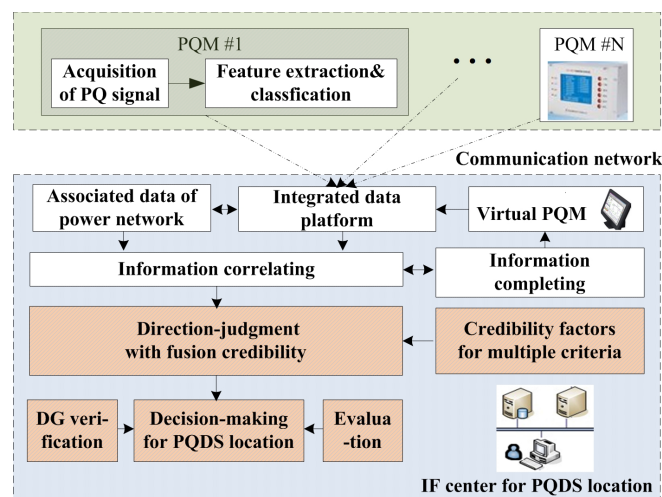 PQM #1
Acquisition
of PQ signal
Feature extraction&
classfication
PQM #N
Communication network
Associated data of
power network
Integrated data
platform
Virtual PQM
Information correlating
Information
completing
Direction-judgment
with fusion credibility
Credibility factors
for multiple criteria
DG veri-
fication
Decision-making
for PQDS location
Evalua
-tion
IF center for PQDS location